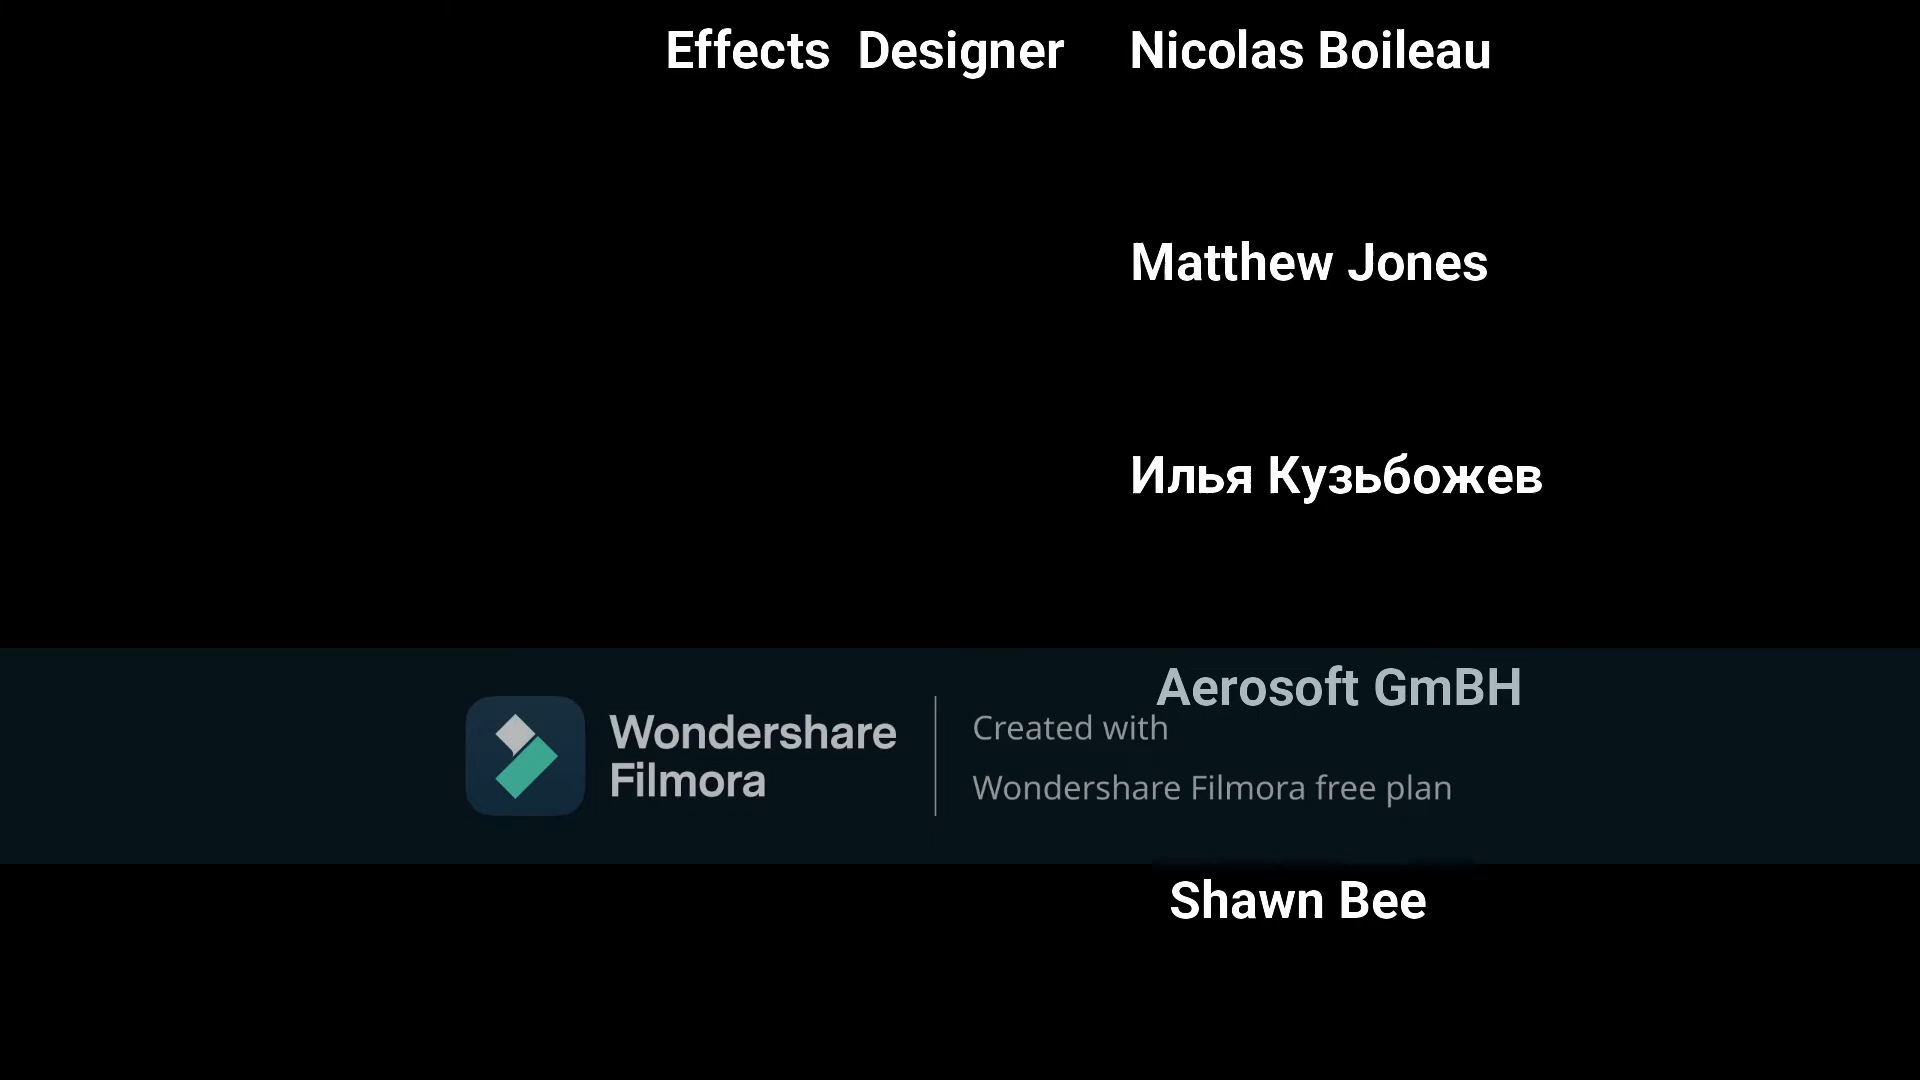 Effects Designer Nicolas Boileau
Matthew Jones
Илья Кузьбожев
Aerosoft GmBH
Wondershare
Filmora
Created with
Wondershare Filmora free plan
Shawn Bee